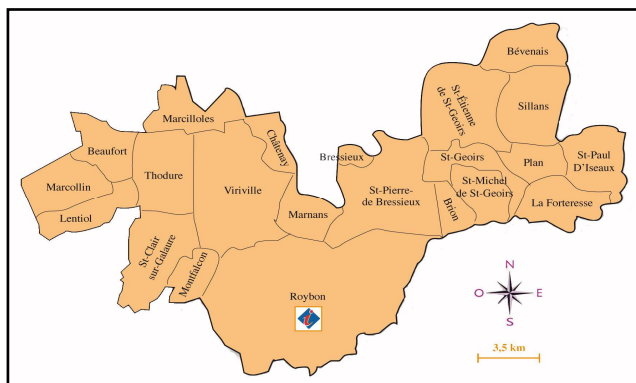 Bévenais
St-Étienne
de St-Geoirs
Sillans
Marcilloles
Châtenay
Beaufort
Bressieux
St-Geoirs
Plan
St-Paul
D'Iseaux
Marcollin
Thodure
Viriville
St-Pierre-
de Bressieux
St-Michel
de St-Geoirs
Brion
La Forteresse
Lentiol
Marnans
St-Clair
sur-Galaure
Montfalcon
Roybon
i
N
O
E
S
3,5 km